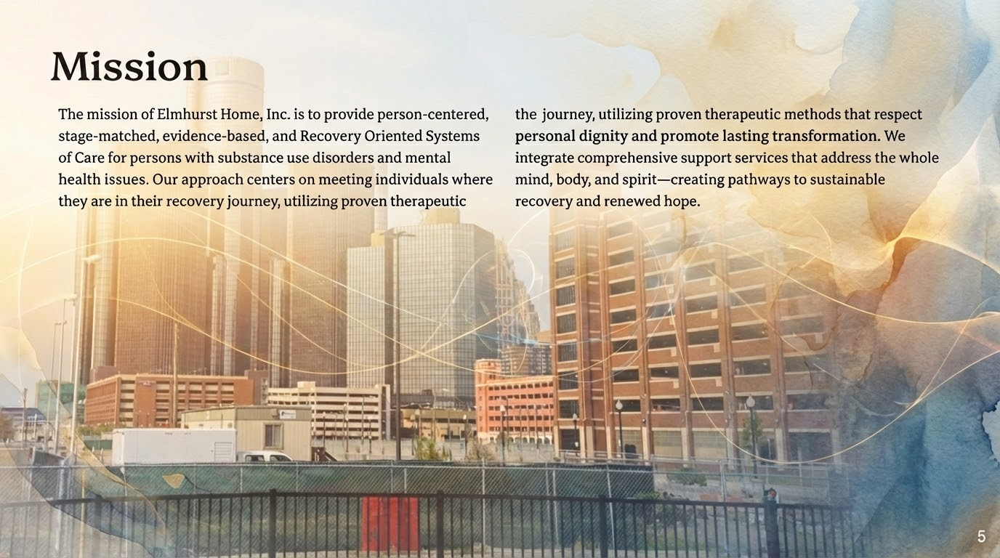 Mission
The mission of Elmhurst Home, Inc. is to provide person-centered,
stage-matched, evidence-based, and Recovery Oriented Systems
of Care for persons with substance use disorders and mental
health issues. Our approach centers on meeting individuals where
they are in their recovery journey, utilizing proven therapeutic
the journey, utilizing proven therapeutic methods that respect
personal dignity and promote lasting transformation. We
integrate comprehensive support services that address the whole
mind, body, and spirit—creating pathways to sustainable
recovery and renewed hope.
5